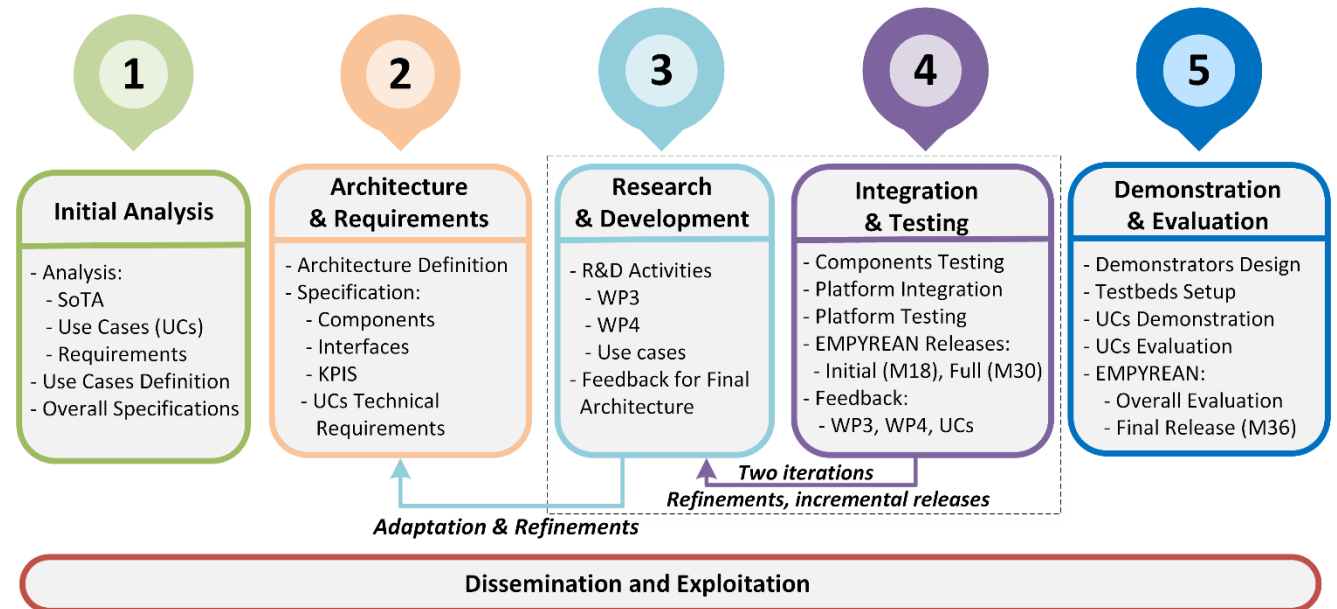 1
2
3
4
5
Initial Analysis
- Analysis:
- SoTA
- Use Cases (UCs)
- Requirements
- Use Cases Definition
- Overall Specifications
Architecture
& Requirements
- Architecture Definition
- Specification:
- Components
- Interfaces
- KPIS
- UCs Technical
Requirements
Research
& Development
- R&D Activities
- WP3
- WP4
- Use cases
- Feedback for Final
Architecture
Integration
& Testing
- Components Testing
- Platform Integration
- Platform Testing
- EMPYREAN Releases:
- Initial (M18), Full (M30)
- Feedback:
- WP3, WP4, UCs
Demonstration
& Evaluation
- Demonstrators Design
- Testbeds Setup
- UCs Demonstration
- UCs Evaluation
- EMPYREAN:
- Overall Evaluation
- Final Release (M36)
Two iterations
Refinements, incremental releases
Adaptation & Refinements
Dissemination and Exploitation